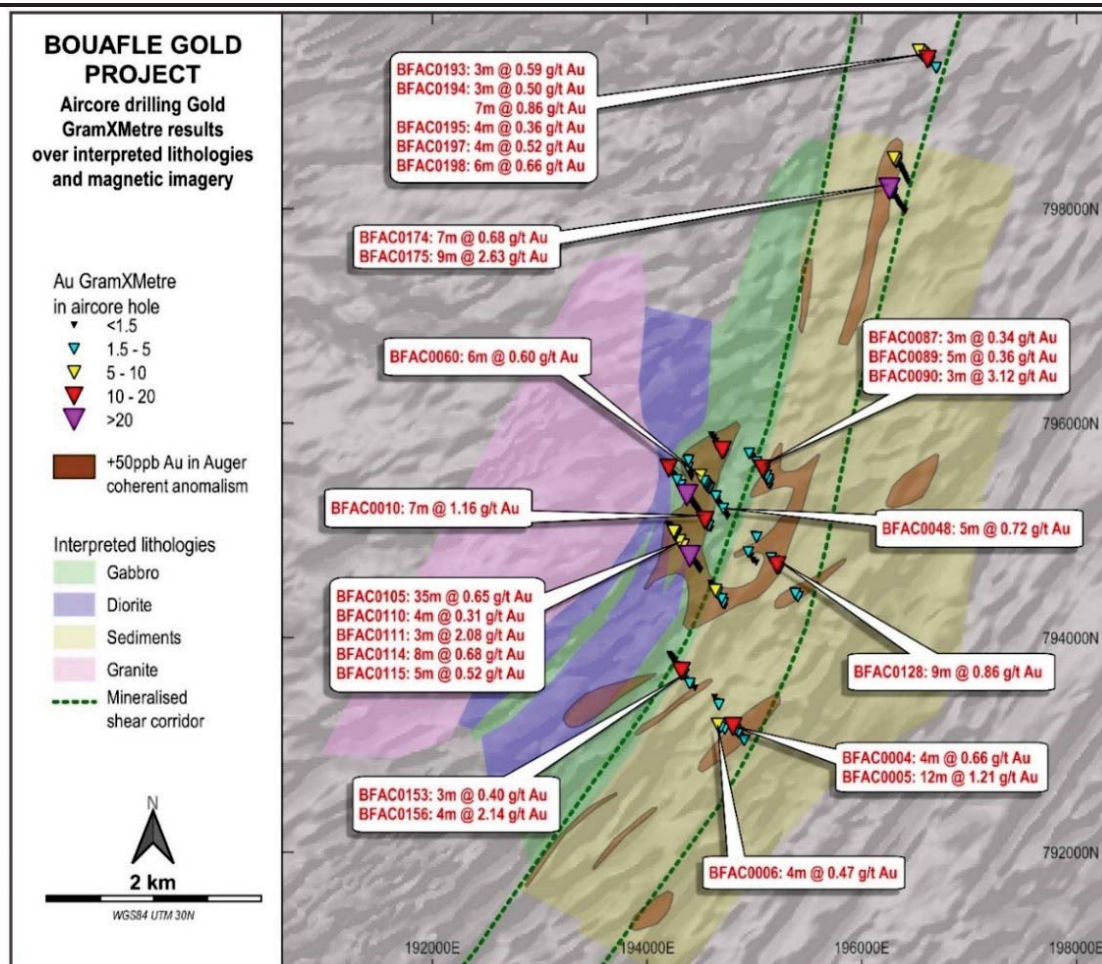 BOUAFLE GOLD
PROJECT
Aircore drilling Gold
GramXMetre results
over interpreted lithologies
and magnetic imagery
Au GramXMetre
in aircore hole
<1.5
1.5 - 5
5 - 10
10 - 20
>20
+50ppb Au in Auger
coherent anomalism
Interpreted lithologies
Gabbro
Diorite
Sediments
Granite
Mineralised
shear corridor
N
2 km
WGS84 UTM 30N
BFAC0193: 3m @ 0.59 g/t Au
BFAC0194: 3m @ 0.50 g/t Au
7m @ 0.86 g/t Au
BFAC0195: 4m @ 0.36 g/t Au
BFAC0197: 4m @ 0.52 g/t Au
BFAC0198: 6m @ 0.66 g/t Au
798000N
BFAC0174: 7m @ 0.68 g/t Au
BFAC0175: 9m @ 2.63 g/t Au
BFAC0060: 6m @ 0.60 g/t Au
BFAC0087: 3m @ 0.34 g/t Au
BFAC0089: 5m @ 0.36 g/t Au
BFAC0090: 3m @ 3.12 g/t Au
796000N
BFAC0010: 7m @ 1.16 g/t Au
BFAC0048: 5m @ 0.72 g/t Au
BFAC0105: 35m @ 0.65 g/t Au
BFAC0110: 4m @ 0.31 g/t Au
BFAC0111: 3m @ 2.08 g/t Au
BFAC0114: 8m @ 0.68 g/t Au
BFAC0115: 5m @ 0.52 g/t Au
794000N
BFAC0128: 9m @ 0.86 g/t Au
BFAC0004: 4m @ 0.66 g/t Au
BFAC0005: 12m @ 1.21 g/t Au
BFAC0153: 3m @ 0.40 g/t Au
BFAC0156: 4m @ 2.14 g/t Au
792000N
BFAC0006: 4m @ 0.47 g/t Au
192000E
194000E
196000E
198000E